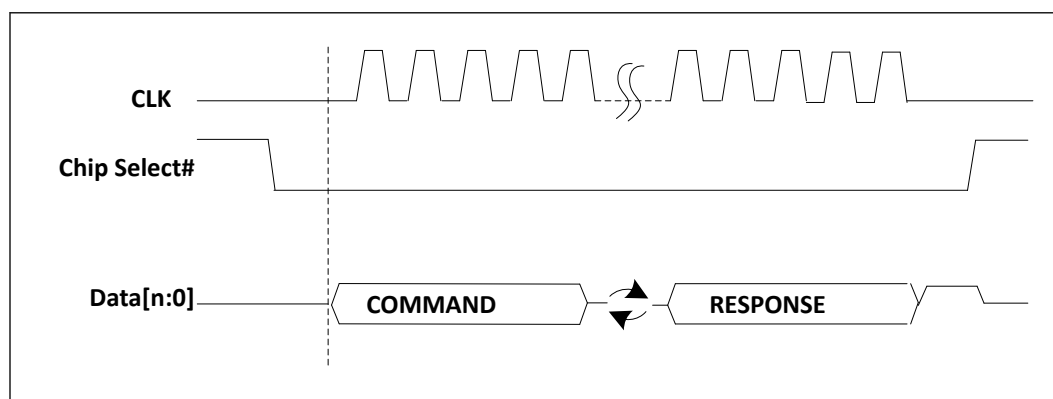 CLK
Chip Select#
Data[n:0]
COMMAND
RESPONSE